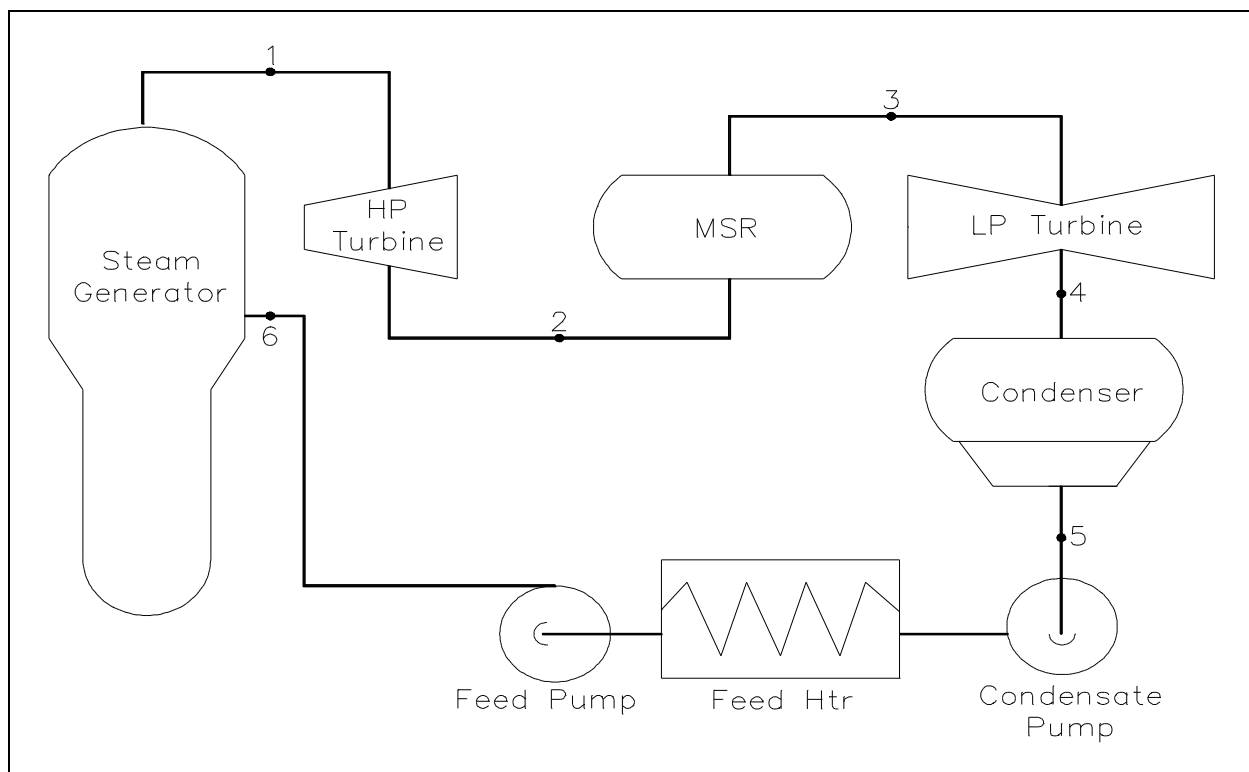 1
3
HP
Turbine
MSR
LP Turbine
Steam
Generator
4
2
6
Condenser
5
Feed Pump
Feed Htr
Condensate
Pump